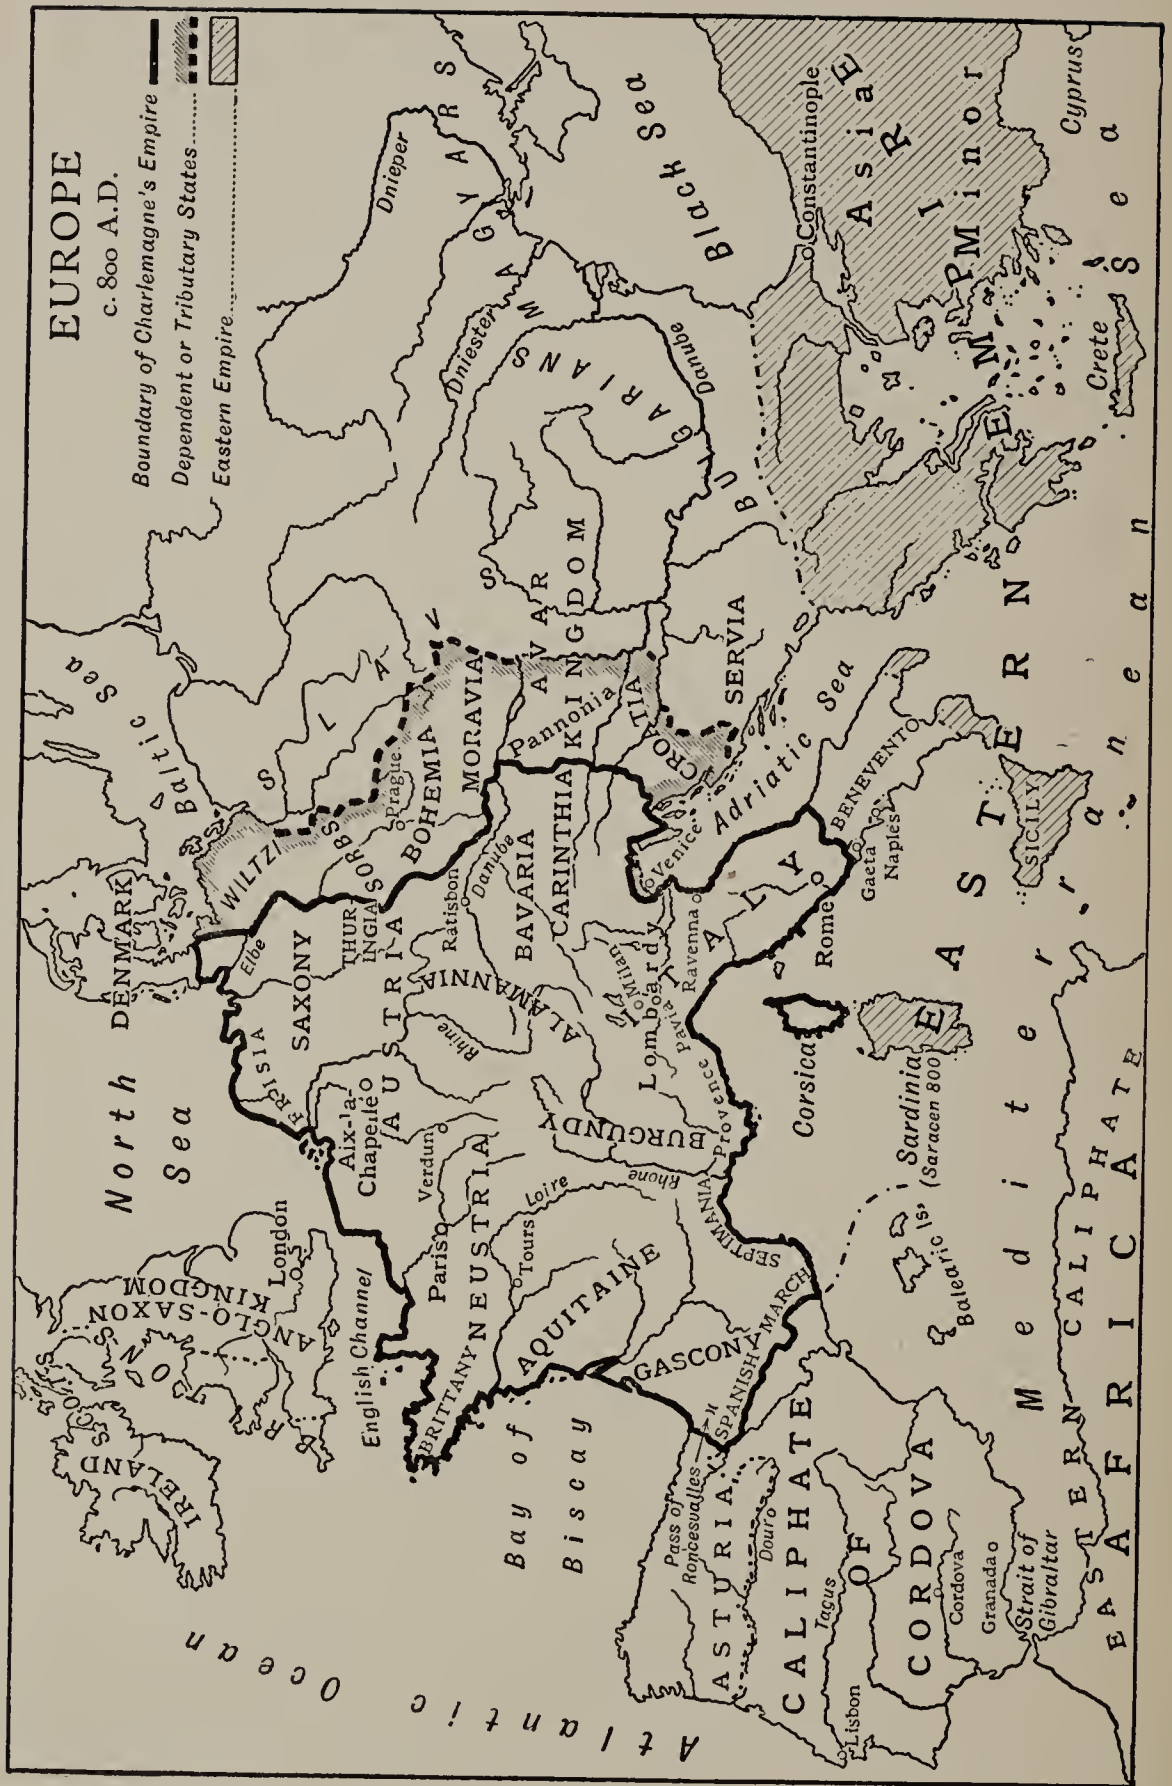 EUROPE
c. 800 A.D.
Boundary of Charlemagne's Empire
Dependent or Tributary States
Eastern Empire
North
Sea
Baltic Sea
DENMARK
SCOTS
IRELAND
BRITONS
ANGLO-SAXON
KINGDOM
London
English Channel
Atlantic Ocean
Bay of
Biscay
FRISIA
SAXONY
Elbe
WILTZI
SORBS
THUR-
INGIA
SLAVS
Aix-la-
Chapelle
AUSTRIA
Prague
BOHEMIA
MORAVIA
Ratisbon
Danube
BAVARIA
CARINTHIA
Pannonia
AVAR
KINGDOM
CROATIA
SERVIA
MAGYARS
Dnieper
Dniester
BULGARIANS
Danube
Black Sea
Constantinople
Asia
Minor
EASTERN EMPIRE
Cyprus
Crete
Verdun
Paris
NEUSTRIA
BRITTANY
Rhine
ALAMANNIA
BURGUNDY
Loire
Tours
AQUITAINE
Rhone
Provence
SEPTIMANIA
GASCONY
SPANISH MARCH
Pass of
Roncesvalles
Lombardy
Milan
Pavia
Venice
Ravenna
ITALY
Adriatic Sea
Rome
BENEVENTO
Gaeta
Naples
SICILY
Corsica
Sardinia
(Saracen 800)
Balearic Is.
ASTURIA
Douro
CALIPHATE
OF
CORDOVA
Tagus
Lisbon
Cordova
Granada
Strait of
Gibraltar
Mediterranean Sea
EASTERN CALIPHATE
AFRICA